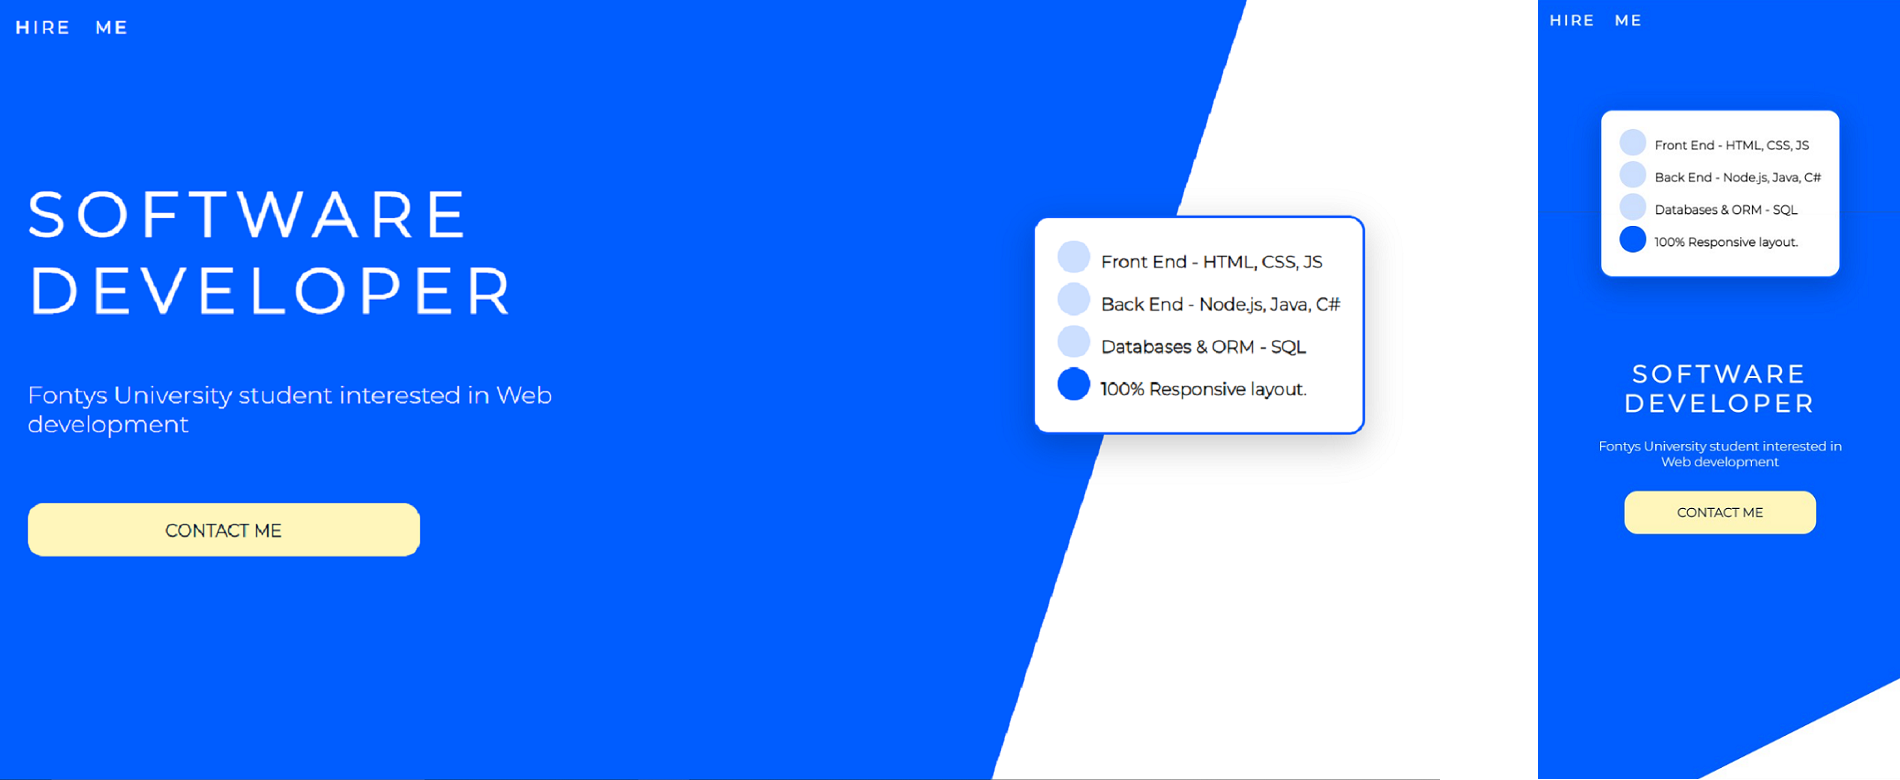 HIRE ME
SOFTWARE
DEVELOPER
Fontys University student interested in Web
development
CONTACT ME
Front End - HTML, CSS, JS
Back End - Node.js, Java, C#
Databases & ORM - SQL
100% Responsive layout.
HIRE ME
Front End - HTML, CSS, JS
Back End - Node.js, Java, C#
Databases & ORM - SQL
100% Responsive layout.
SOFTWARE
DEVELOPER
Fontys University student interested in
Web development
CONTACT ME